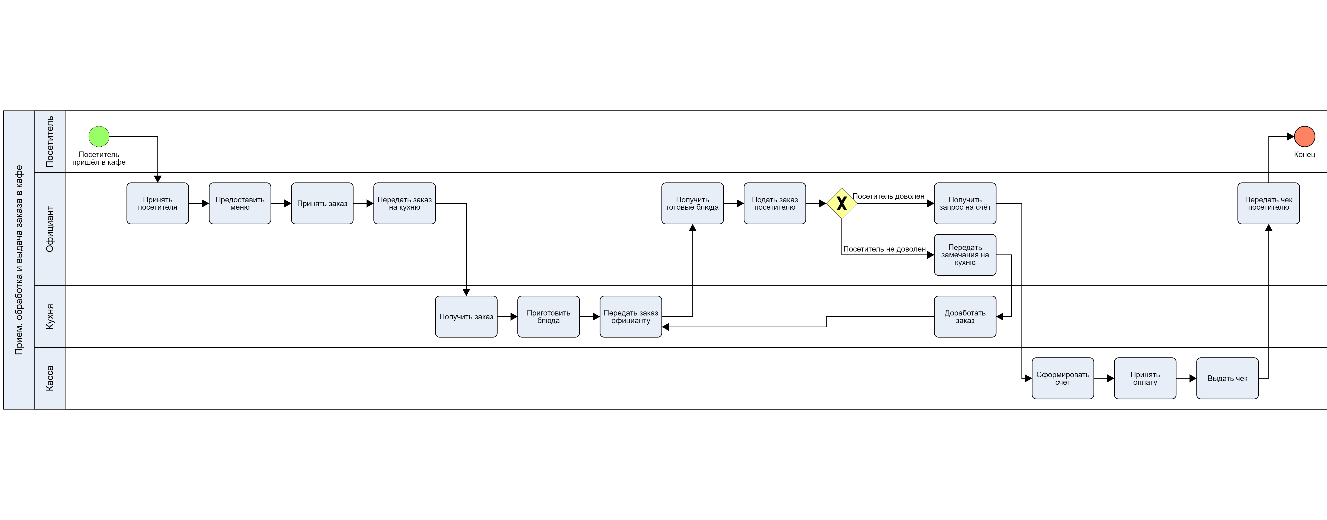 Прием, обработка и выдача заказа в кафе
Посетитель
Посетитель
пришёл в кафе
Конец
Официант
Принять
посетителя
Предоставить
меню
Принять заказ
Передать заказ
на кухню
Получить
готовые блюда
Подать заказ
посетителю
X
Посетитель доволен
Получить
запрос на счёт
Посетитель не доволен
Передать
замечания на
кухню
Передать чек
посетителю
Кухня
Получить заказ
Приготовить
блюда
Передать заказ
официанту
Доработать
заказ
Касса
Сформировать
счёт
Принять
оплату
Выдать чек